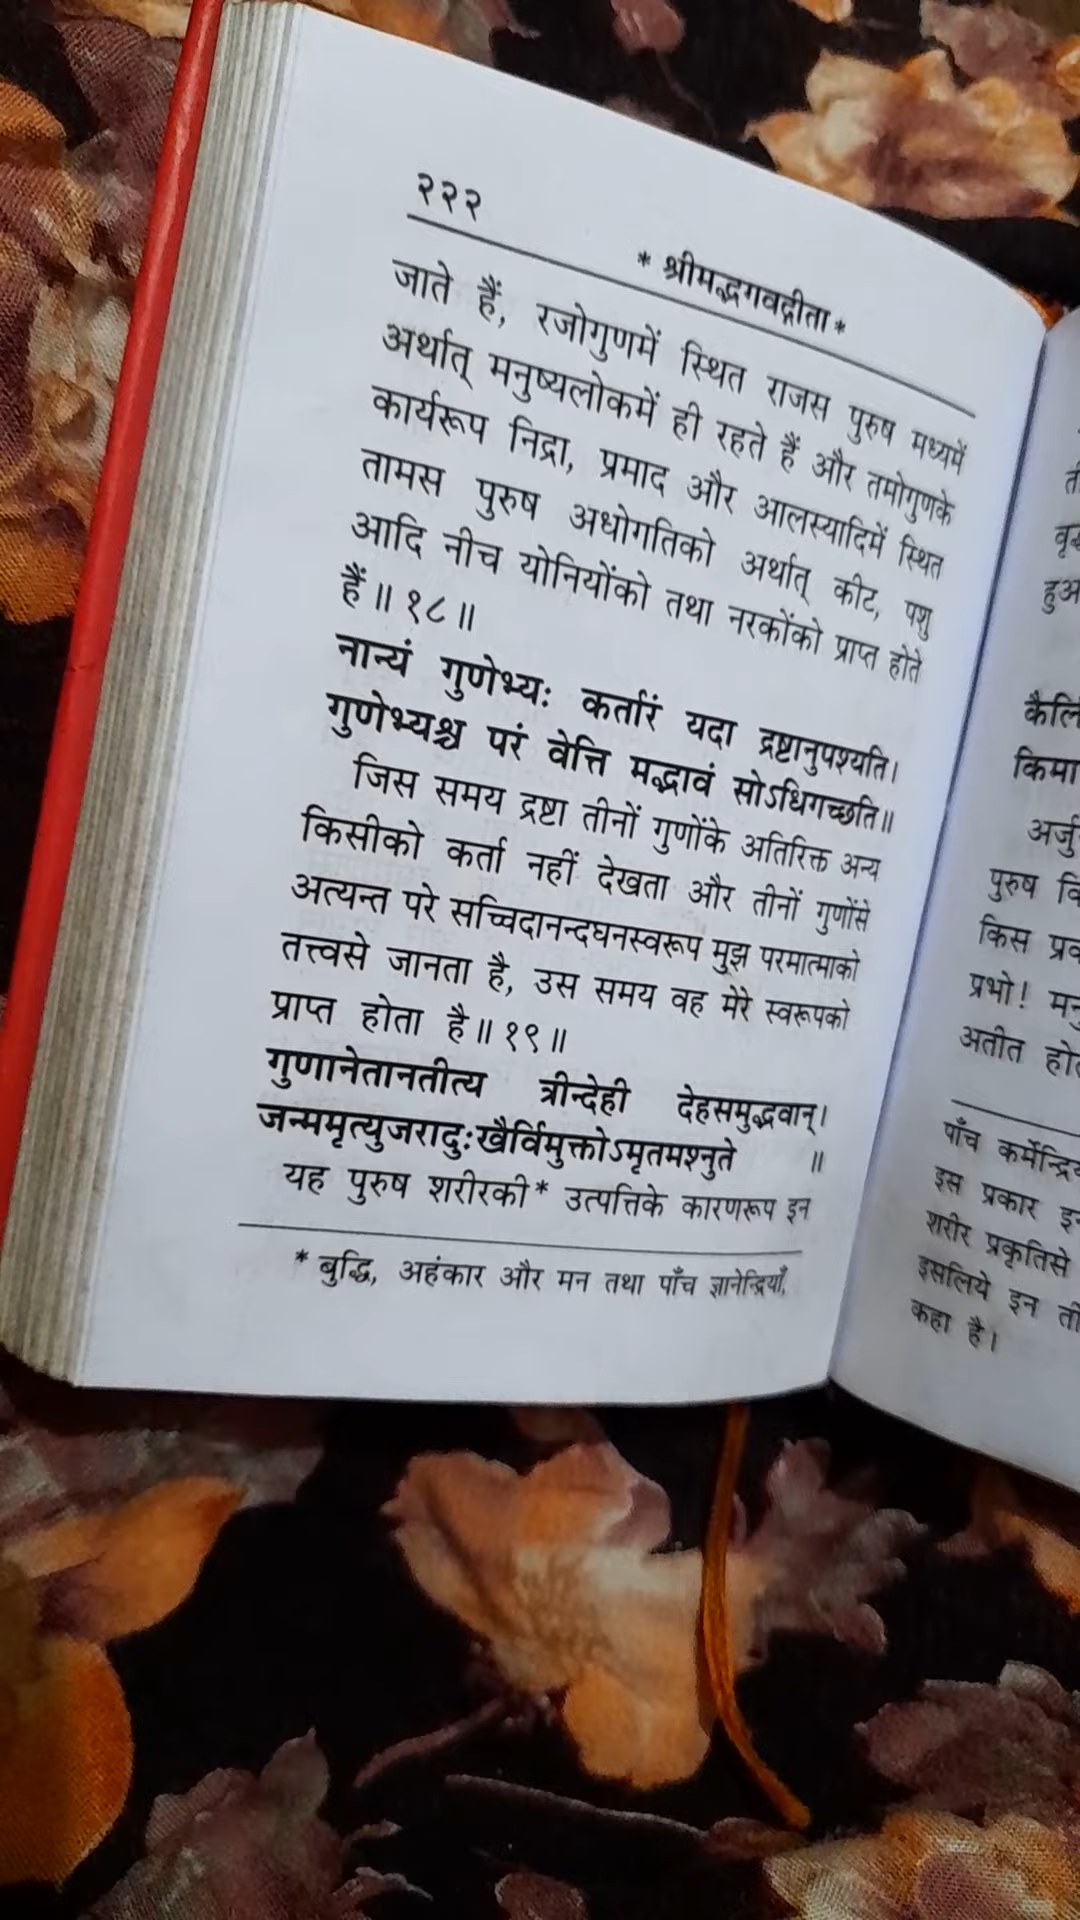 २२२
* श्रीमद्भगवद्गीता *
जाते हैं, रजोगुणमें स्थित राजस पुरुष मध्यमें
अर्थात् मनुष्यलोकमें ही रहते हैं और तमोगुणके
कार्यरूप निद्रा, प्रमाद और आलस्यादिमें स्थित
तामस पुरुष अधोगतिको अर्थात् कीट, पशु
आदि नीच योनियोंको तथा नरकोंको प्राप्त होते
हैं॥ १८॥
नान्यं गुणेभ्यः कर्तारं यदा द्रष्टानुपश्यति।
गुणेभ्यश्च परं वेत्ति मद्भावं सोऽधिगच्छति॥
जिस समय द्रष्टा तीनों गुणोंके अतिरिक्त अन्य
किसीको कर्ता नहीं देखता और तीनों गुणोंसे
अत्यन्त परे सच्चिदानन्दघनस्वरूप मुझ परमात्माको
तत्त्वसे जानता है, उस समय वह मेरे स्वरूपको
प्राप्त होता है॥ १९॥
गुणानेतानतीत्य त्रीन्देही देहसमुद्भवान्।
जन्ममृत्युजरादुःखैर्विमुक्तोऽमृतमश्नुते ॥
यह पुरुष शरीरकी* उत्पत्तिके कारणरूप इन
* बुद्धि, अहंकार और मन तथा पाँच ज्ञानेन्द्रियाँ,
पुरुष
किस
प्रभो!
अतीत
पाँच
इस प्रकार
शरीर प्रकृतिसे
इसलिये इन
कहा है।